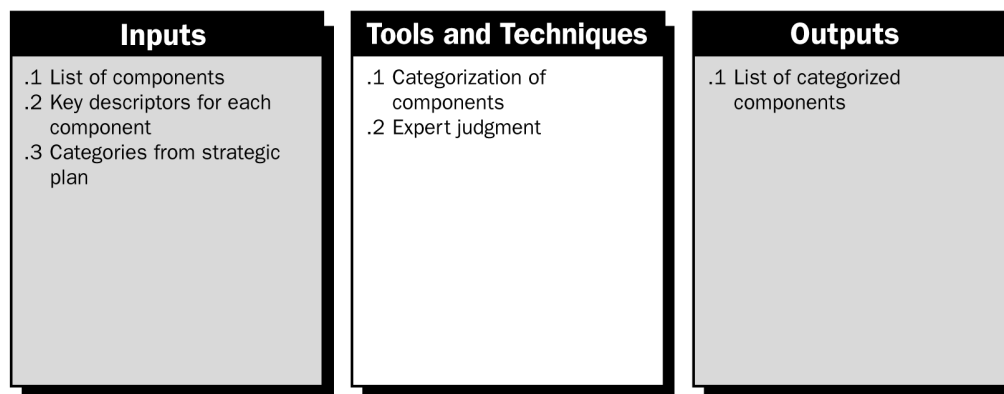 Inputs
.1 List of components
.2 Key descriptors for each
component
.3 Categories from strategic
plan
Tools and Techniques
.1 Categorization of
components
.2 Expert judgment
Outputs
.1 List of categorized
components